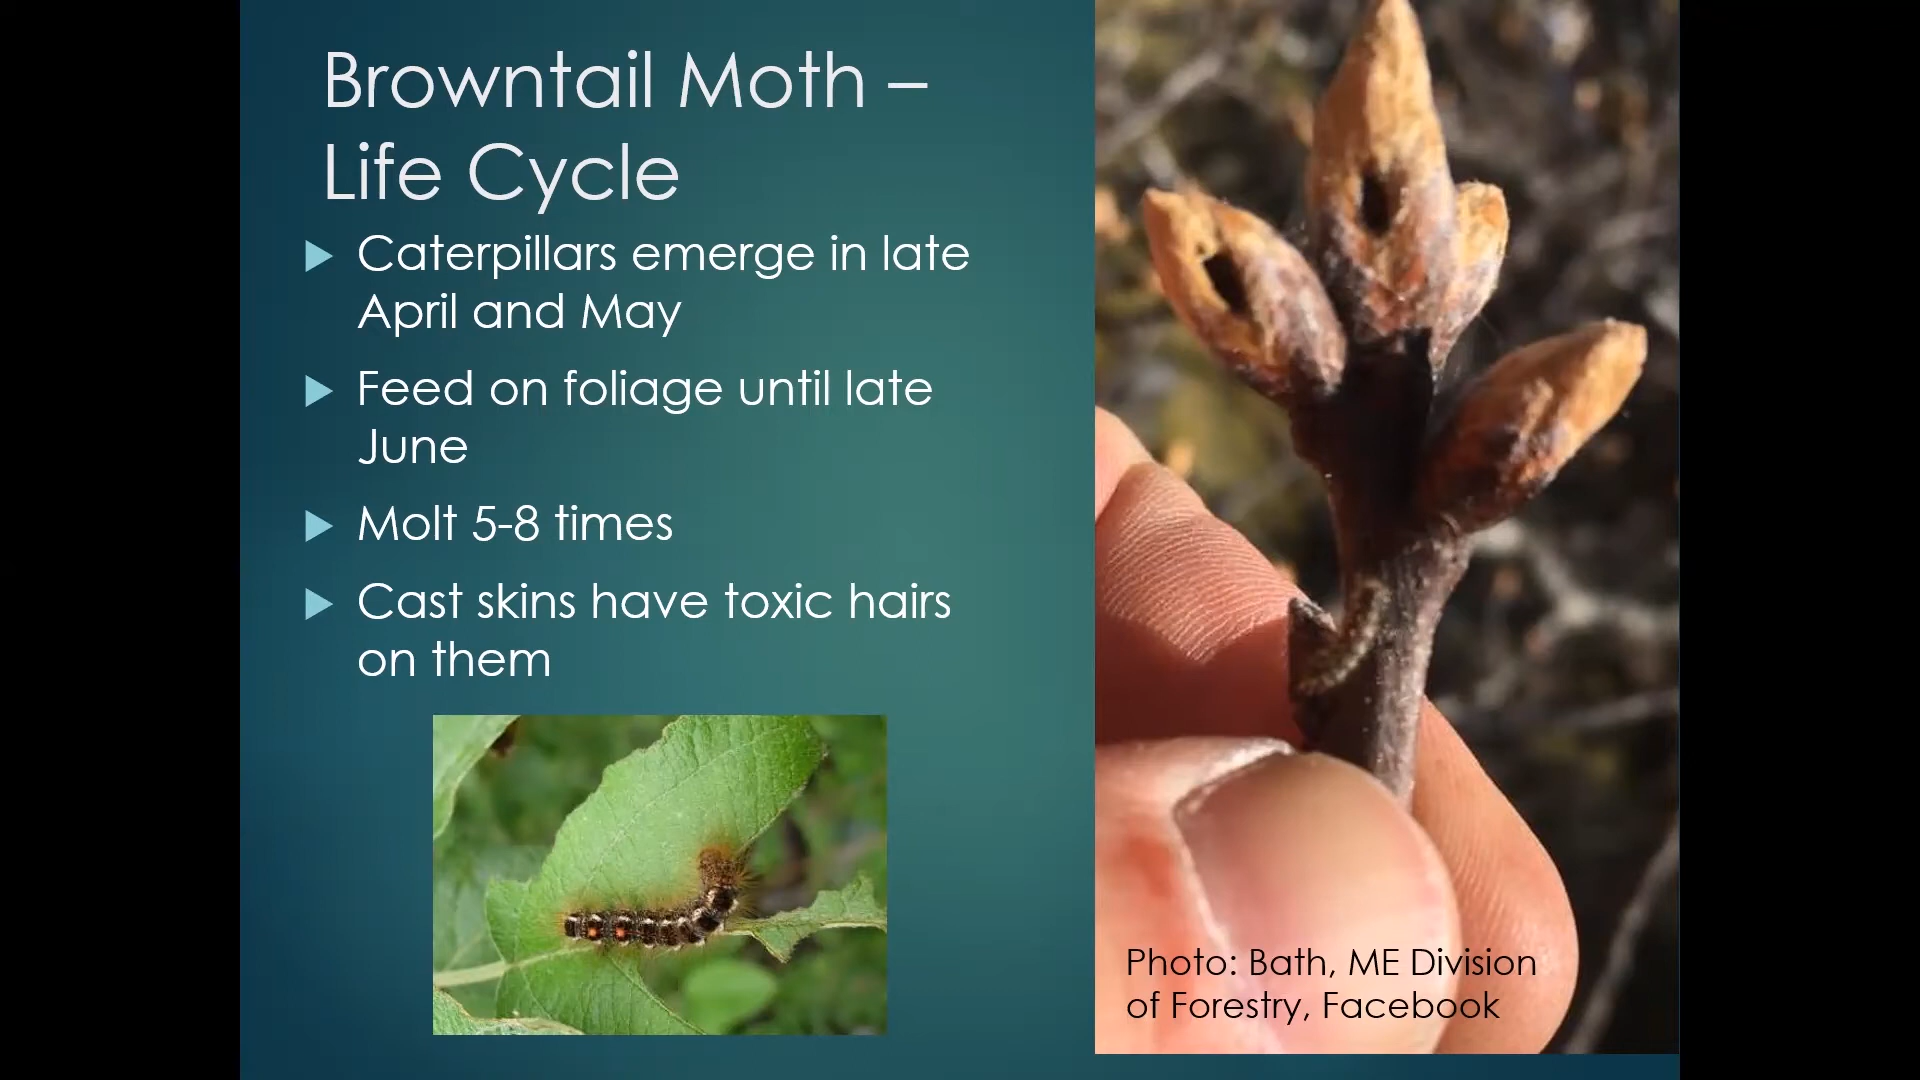 Browntail Moth –
Life Cycle
Caterpillars emerge in late
April and May
Feed on foliage until late
June
Molt 5-8 times
Cast skins have toxic hairs
on them
Photo: Bath, ME Division
of Forestry, Facebook